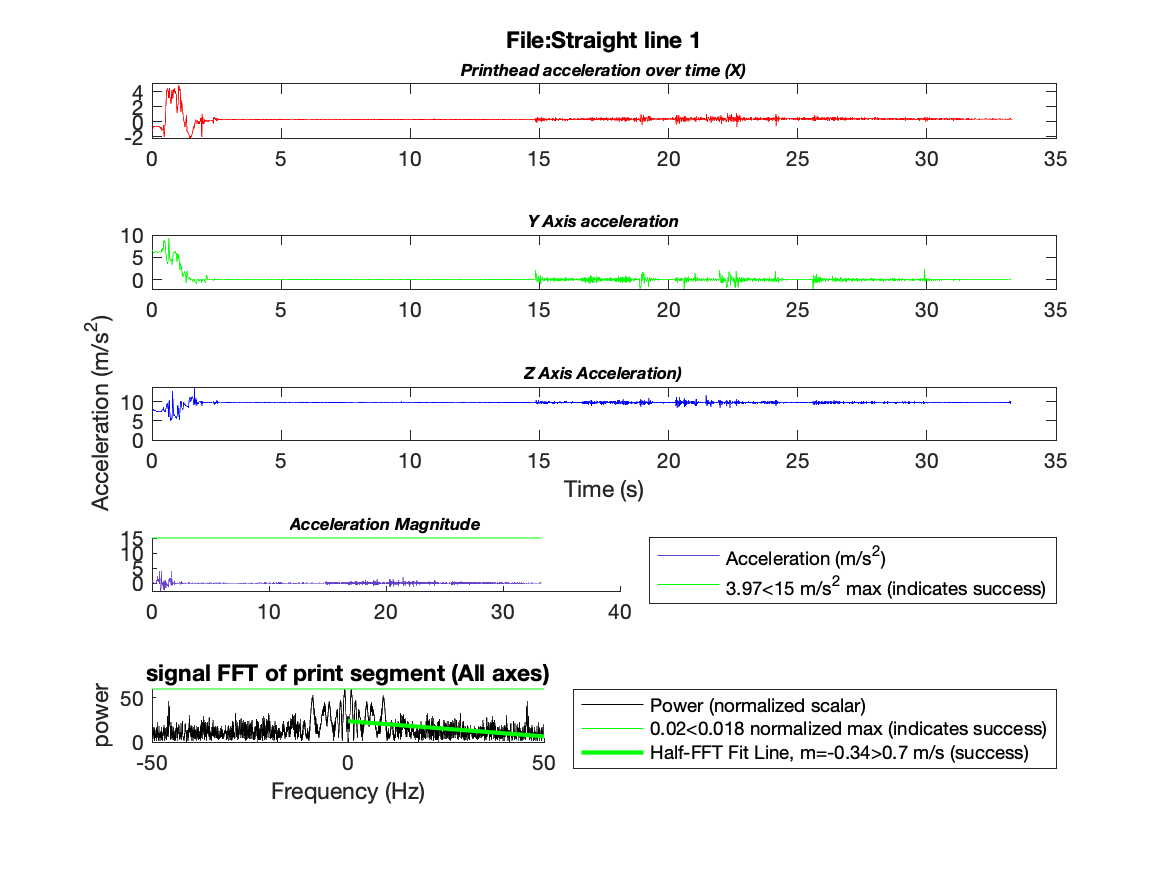 File:Straight line 1
Printhead acceleration over time (X)
4
2
0
-2
0 5 10 15 20 25 30 35
Y Axis acceleration
10
5
0
0 5 10 15 20 25 30 35
Acceleration (m/s2)
Z Axis Acceleration)
10
5
0
0 5 10 15 20 25 30 35
Time (s)
Acceleration Magnitude
15
10
5
0
0 10 20 30 40
Acceleration (m/s2)
3.97<15 m/s2 max (indicates success)
signal FFT of print segment (All axes)
power
50
0
-50 0 50
Frequency (Hz)
Power (normalized scalar)
0.02<0.018 normalized max (indicates success)
Half-FFT Fit Line, m=-0.34>0.7 m/s (success)